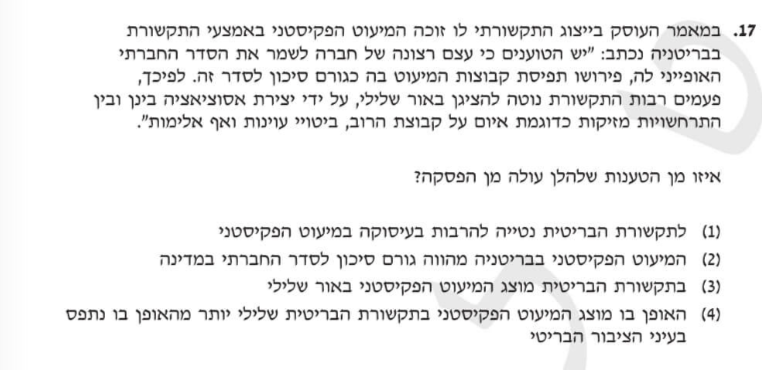 17. במאמר העוסק בייצוג התקשורתי לו זוכה המיעוט הפקיסטני באמצעי התקשורת
בבריטניה נכתב: "יש הטוענים כי עצם רצונה של חברה לשמר את הסדר החברתי
האופייני לה, פירושו תפיסת קבוצות המיעוט בה כגורם סיכון לסדר זה. לפיכך,
פעמים רבות התקשורת נוטה להציגן באור שלילי, על ידי יצירת אסוציאציה בינן ובין
התרחשויות מזיקות כדוגמת איום על קבוצת הרוב, ביטויי עוינות ואף אלימות".
איזו מן הטענות שלהלן עולה מן הפסקה?
(1) לתקשורת הבריטית נטייה להרבות בעיסוקה במיעוט הפקיסטני
(2) המיעוט הפקיסטני בבריטניה מהווה גורם סיכון לסדר החברתי במדינה
(3) בתקשורת הבריטית מוצג המיעוט הפקיסטני באור שלילי
(4) האופן בו מוצג המיעוט הפקיסטני בתקשורת הבריטית שלילי יותר מהאופן בו נתפס
בעיני הציבור הבריטי